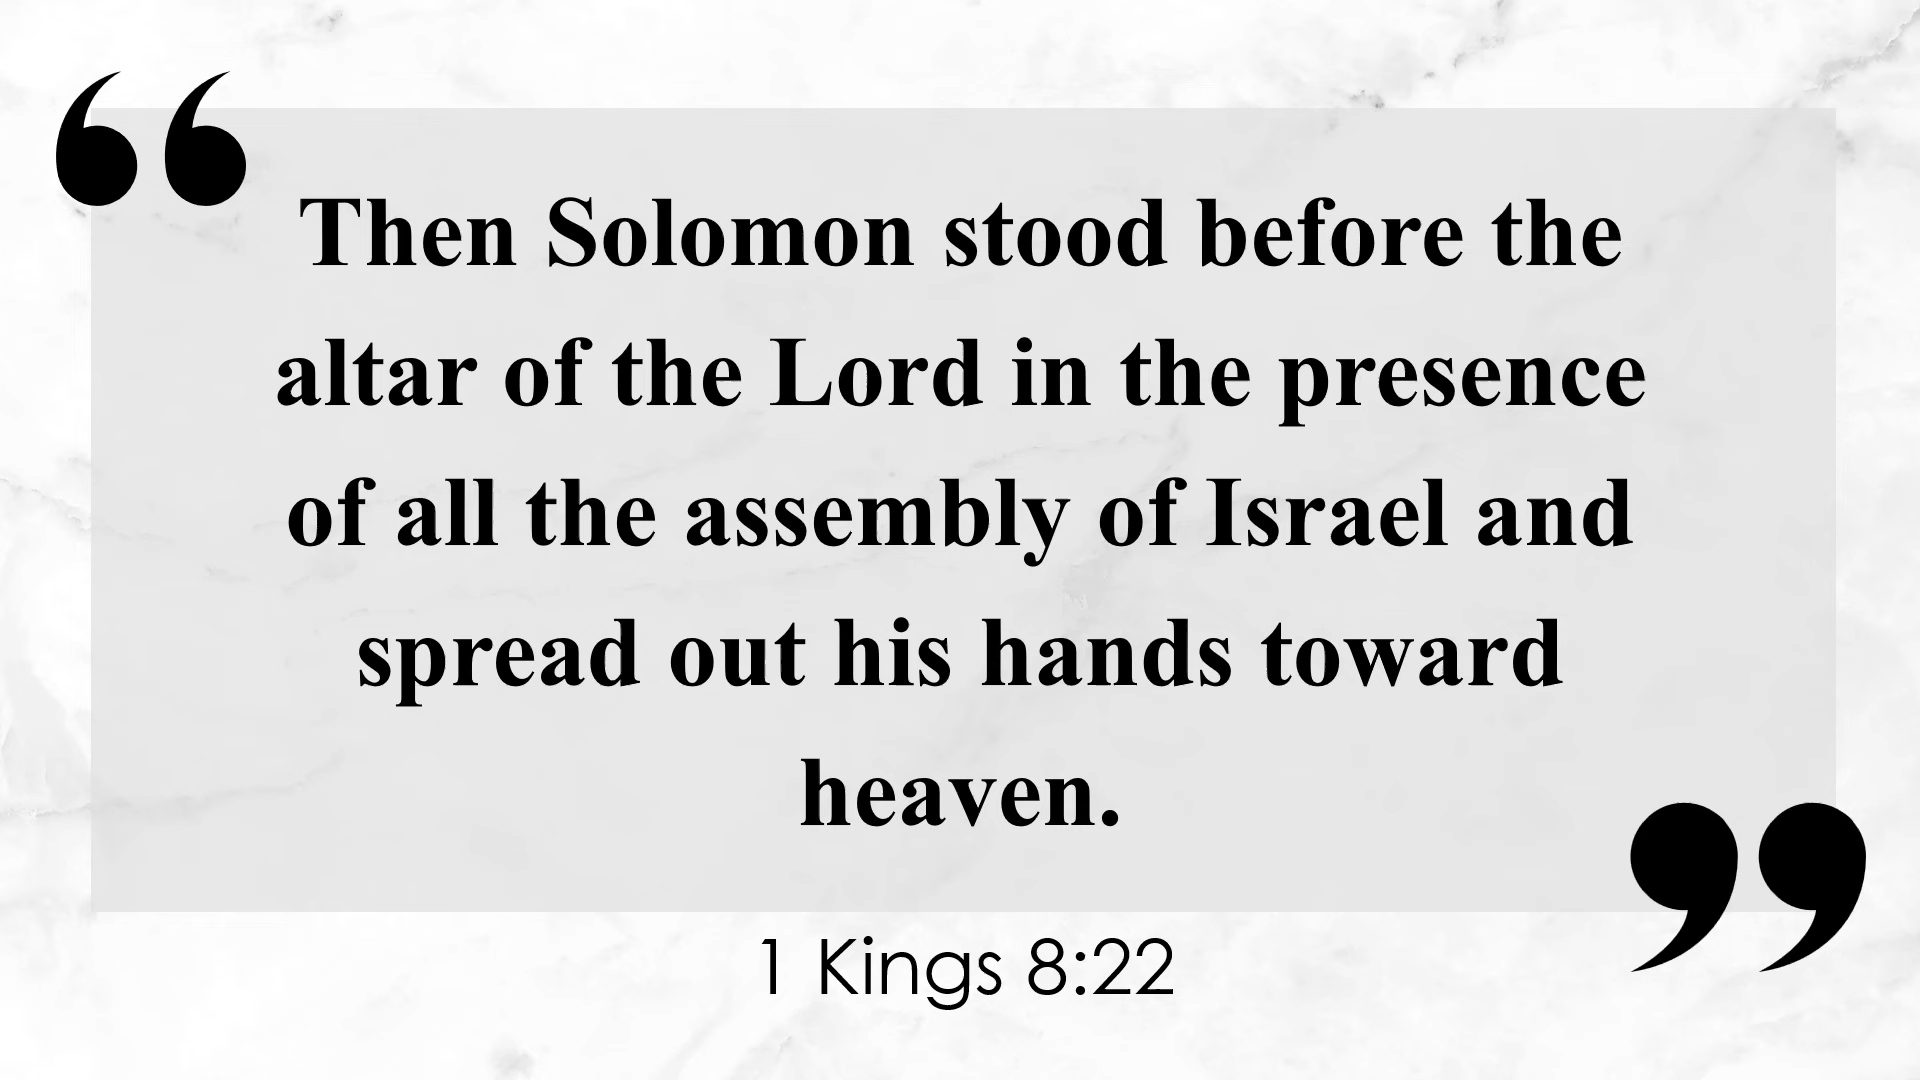 “
Then Solomon stood before the
altar of the Lord in the presence
of all the assembly of Israel and
spread out his hands toward
heaven.
”
1 Kings 8:22